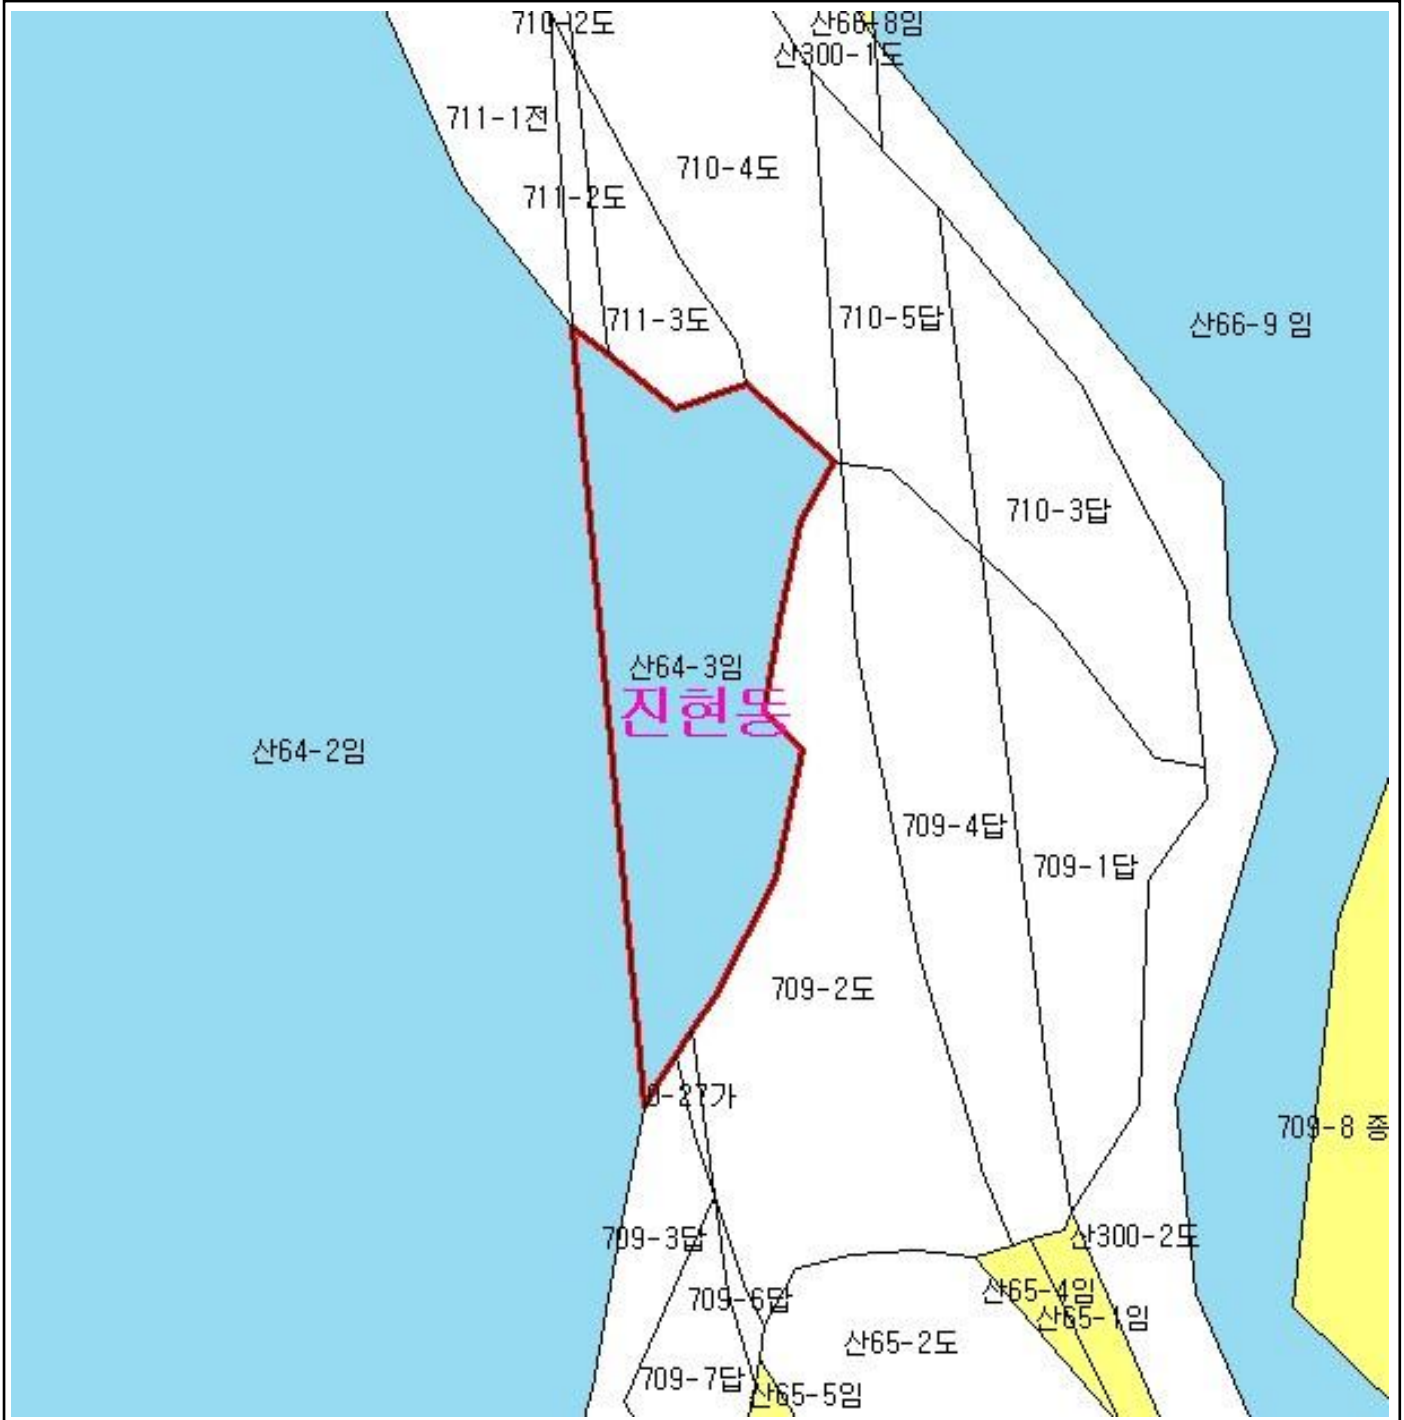 710-2도
산66-8임
산300-1도
711-1전
710-4도
711-2도
711-3도
710-5답
산66-9 임
710-3답
산64-3임
진현동
산64-2임
709-4답
709-1답
709-2도
0-27가
709-8 종
709-3답
산300-2도
709-6답
산65-4임
산65-1임
산65-2도
709-7답
산65-5임